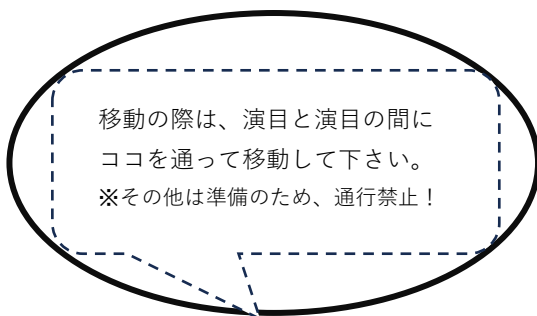 移動の際は、演目と演目の間に
ココを通って移動して下さい。
※その他は準備のため、通行禁止！